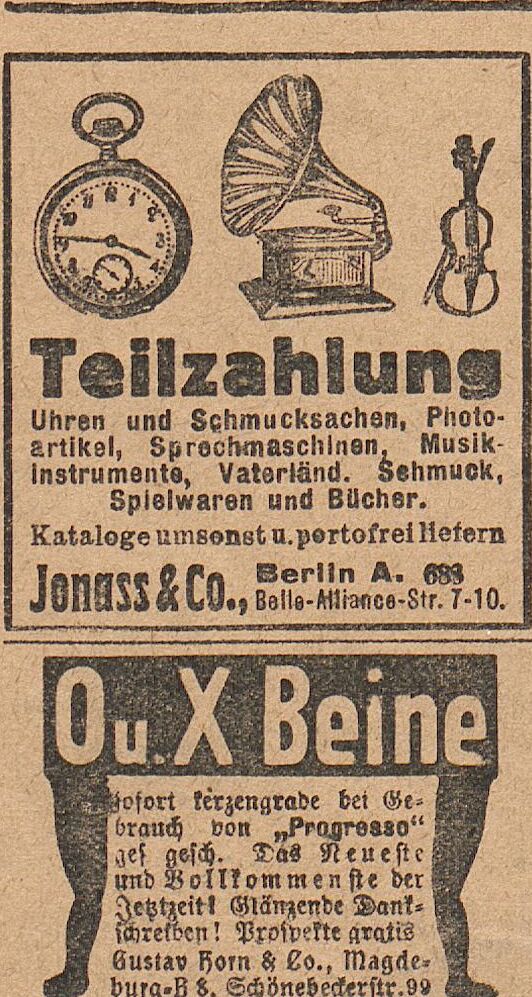 Teilzahlung
Uhren und Schmucksachen, Photo-
artikel, Sprechmaschinen, Musik-
instrumente, Vaterländ. Schmuck,
Spielwaren und Bücher.
Kataloge umsonst u. portofrei liefern
Jonass & Co., Berlin A. 683
Belle-Alliance-Str. 7-10.
O u. X Beine
sofort kerzengrade bei Ge-
brauch von „Progresso“
ges gesch. Das Neueste
und Vollkommenste der
Jetztzeit! Glänzende Dank-
schreiben! Prospekte gratis
Gustav Horn & Co., Magde-
burg-B 8, Schönebeckerstr. 99